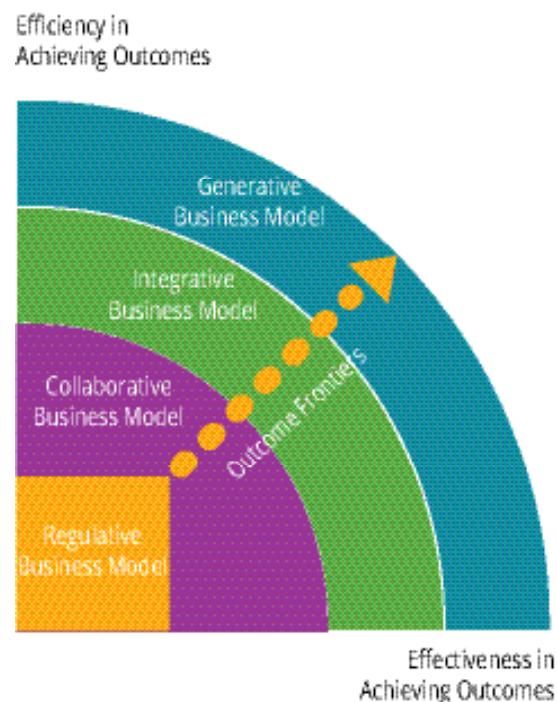 Efficiency in
Achieving Outcomes
Generative
Business Model
Integrative
Business Model
Collaborative
Business Model
Outcome Frontiers
Regulative
Business Model
Effectiveness in
Achieving Outcomes